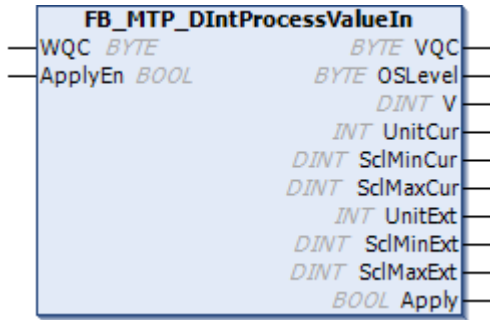 FB_MTP_DIntProcessValueIn
WQC BYTE BYTE VQC
ApplyEn BOOL BYTE OSLevel
DINT V
INT UnitCur
DINT SclMinCur
DINT SclMaxCur
INT UnitExt
DINT SclMinExt
DINT SclMaxExt
BOOL Apply